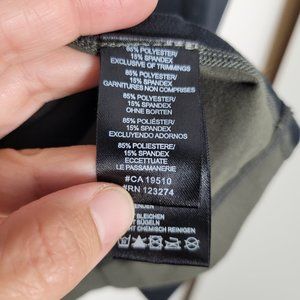 85% POLYESTER/
15% SPANDEX
EXCLUSIVE OF TRIMMINGS
85% POLYESTER/
15% SPANDEX
GARNITURES NON COMPRISES
85% POLYESTER/
15% SPANDEX
OHNE BORTEN
85% POLIÉSTER/
15% SPANDEX
EXCLUYENDO ADORNOS
85% POLIESTERE/
15% SPANDEX
ECCETTUATE
LE PASSAMANERIE
#CA 19510
#RN 123274
BLEICHEN
BÜGELN
CHEMISCH REINIGEN